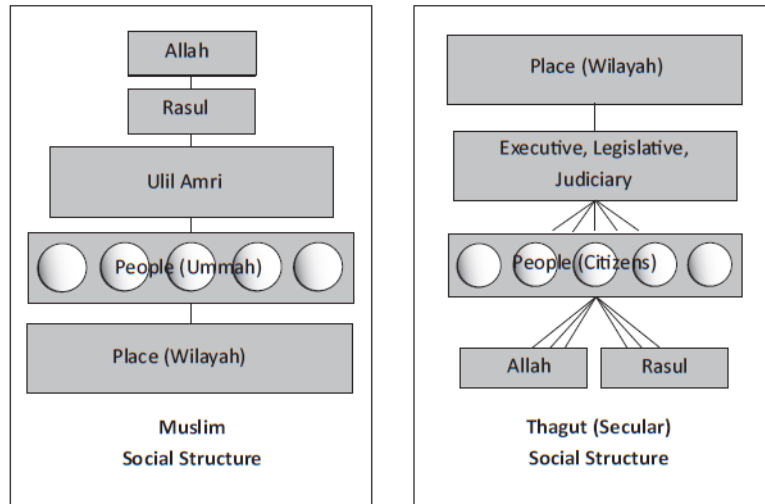 Allah
Rasul
Ulil Amri
People (Ummah)
Place (Wilayah)
Muslim
Social Structure
Place (Wilayah)
Executive, Legislative,
Judiciary
People (Citizens)
Allah
Rasul
Thagut (Secular)
Social Structure